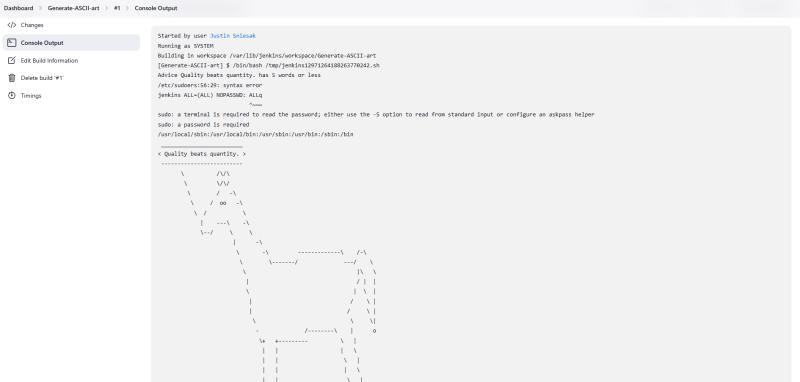 Dashboard > Generate-ASCII-art > #1 > Console Output
Changes
Console Output
Edit Build Information
Delete build '#1'
Timings
Started by user Justin Sniesak
Running as SYSTEM
Building in workspace /var/lib/jenkins/workspace/Generate-ASCII-art
[Generate-ASCII-art] $ /bin/bash /tmp/jenkins12971264188263770242.sh
Advice Quality beats quantity. has 5 words or less
/etc/sudoers:56:29: syntax error
jenkins ALL=(ALL) NOPASSWD: ALLq
^~~~
sudo: a terminal is required to read the password; either use the -S option to read from standard input or configure an askpass helper
sudo: a password is required
/usr/local/sbin:/usr/local/bin:/usr/sbin:/usr/bin:/sbin:/bin
< Quality beats quantity. >